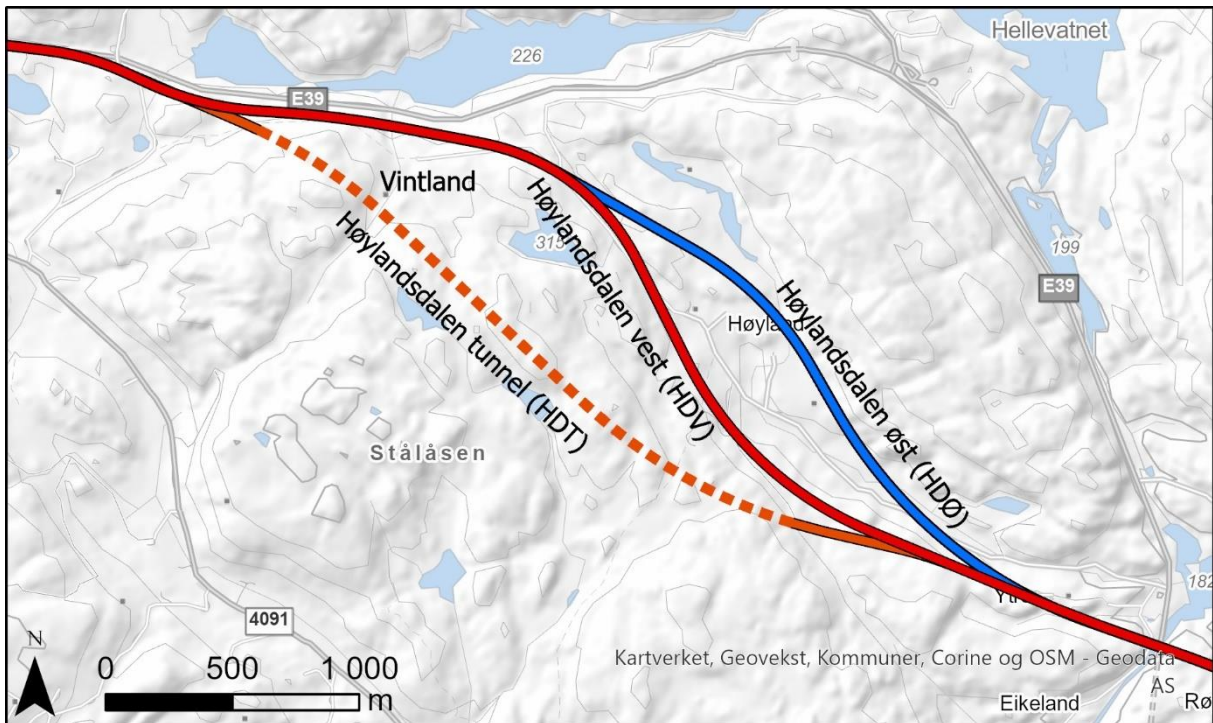 Hellevatnet
226
E39
Vintland
Høylandsdalen tunnel (HDT)
315
Høylandsdalen vest (HDV)
Høyland
Høylandsdalen øst (HDØ)
199
E39
Stålåsen
4091
182
N
0 500 1 000
m
Kartverket, Geovekst, Kommuner, Corine og OSM - Geodata
AS
Eikeland